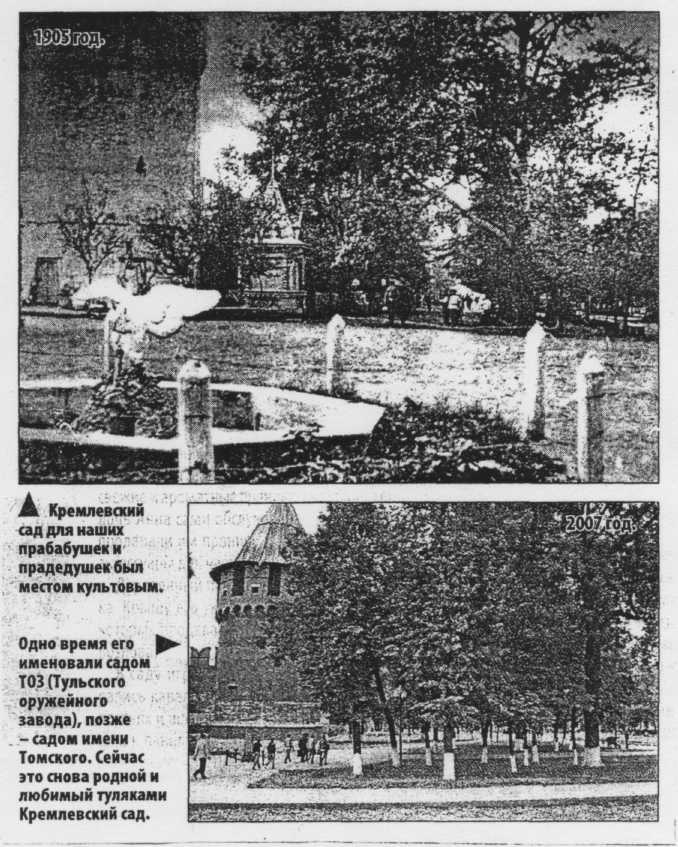 1905 год.
Кремлевский
сад для наших
прабабушек и
прадедушек был
местом культовым.
2007 год.
Одно время его
именовали садом
ТОЗ (Тульского
оружейного
завода), позже
– садом имени
Томского. Сейчас
это снова родной и
любимый туляками
Кремлевский сад.